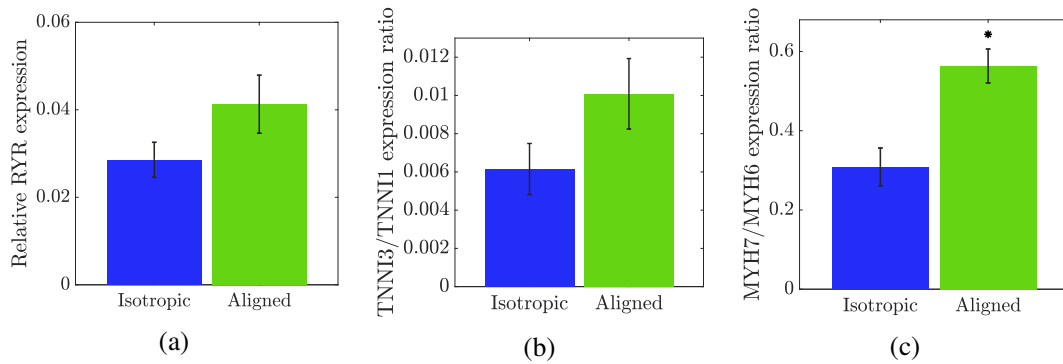 Relative RYR expression
0.06
0.04
0.02
0
Isotropic Aligned
(a)
TNNI3/TNNI1 expression ratio
0.012
0.01
0.008
0.006
0.004
0.002
0
Isotropic Aligned
(b)
MYH7/MYH6 expression ratio
0.6
0.4
0.2
0
*
Isotropic Aligned
(c)